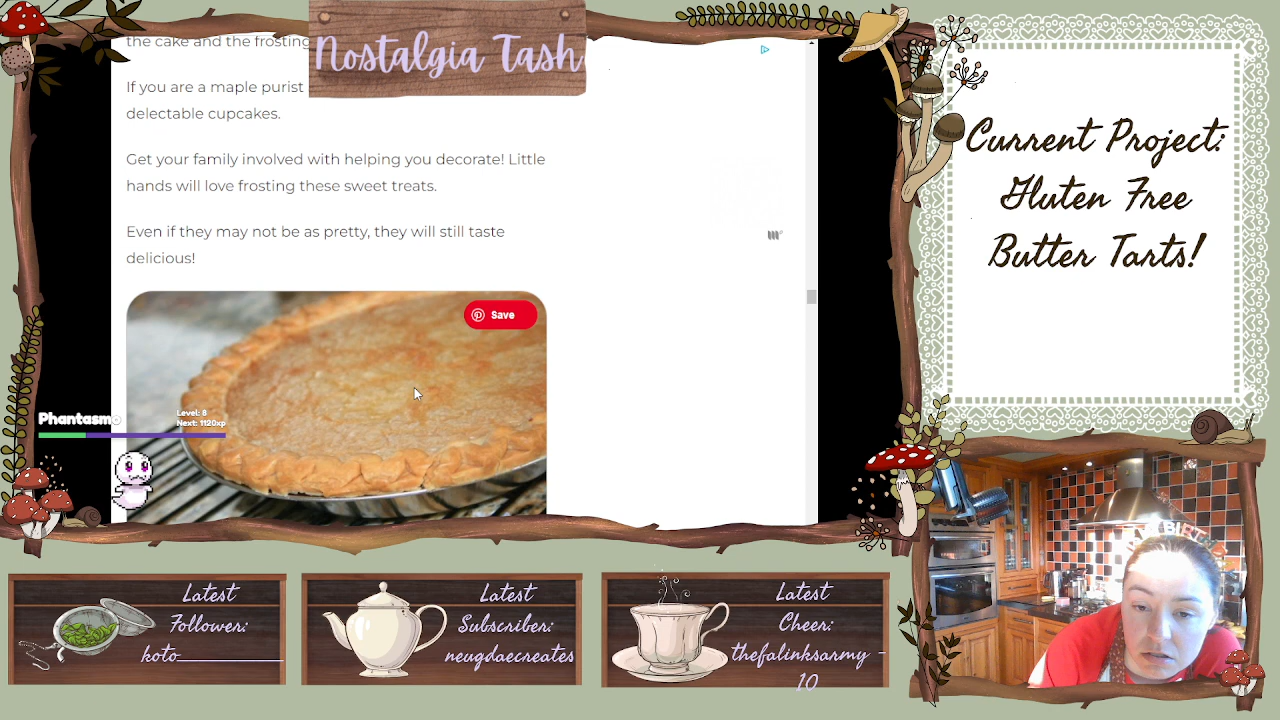 Nostalgia Tash
the cake and the frosting
If you are a maple purist
delectable cupcakes.
Get your family involved with helping you decorate! Little
hands will love frosting these sweet treats.
Even if they may not be as pretty, they will still taste
delicious!
Save
Phantasmo
Level: 8
Next: 1120xp
Current Project:
Gluten Free
Butter Tarts!
Latest
Follower:
koto_
Latest
Subscriber:
neugdaecreates
Latest
Cheer:
thefalinksarmy -
10